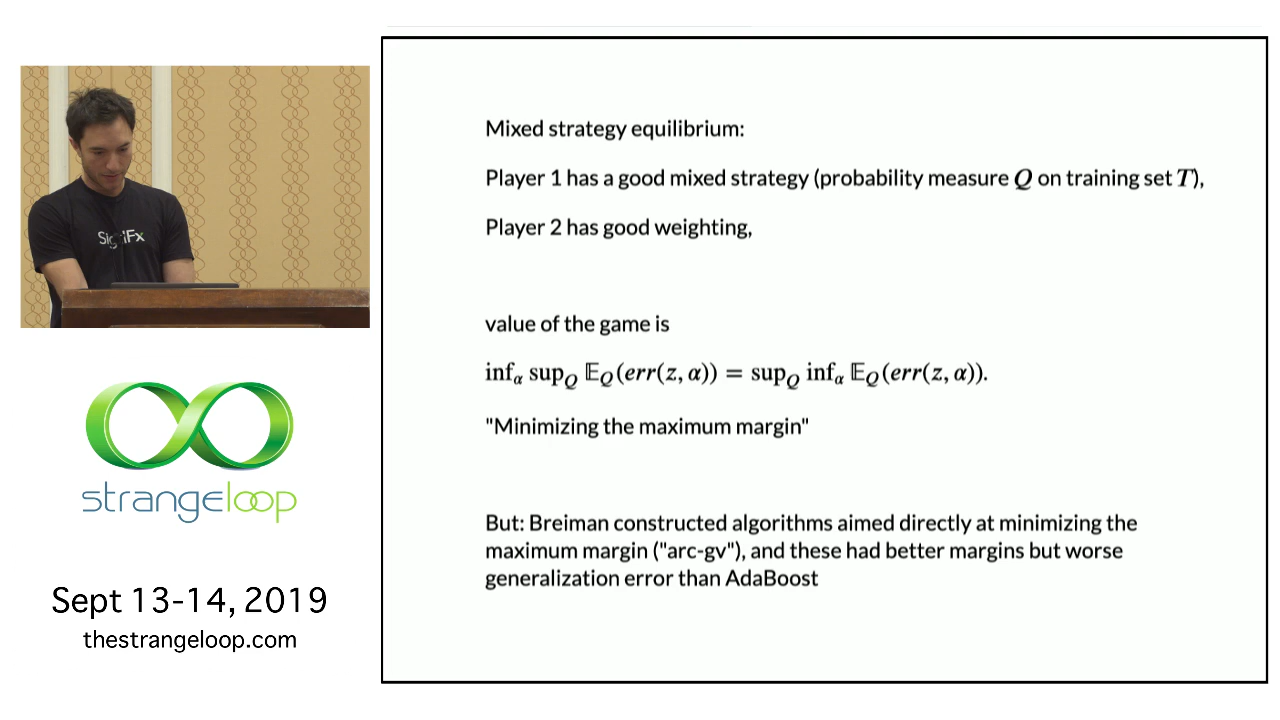 Mixed strategy equilibrium:
Player 1 has a good mixed strategy (probability measure Q on training set T),
Player 2 has good weighting,
value of the game is
inf_α sup_Q 𝔼_Q(err(z, α)) = sup_Q inf_α 𝔼_Q(err(z, α)).
"Minimizing the maximum margin"
But: Breiman constructed algorithms aimed directly at minimizing the
maximum margin ("arc-gv"), and these had better margins but worse
generalization error than AdaBoost
SignalFx
strangeloop
Sept 13-14, 2019
thestrangeloop.com